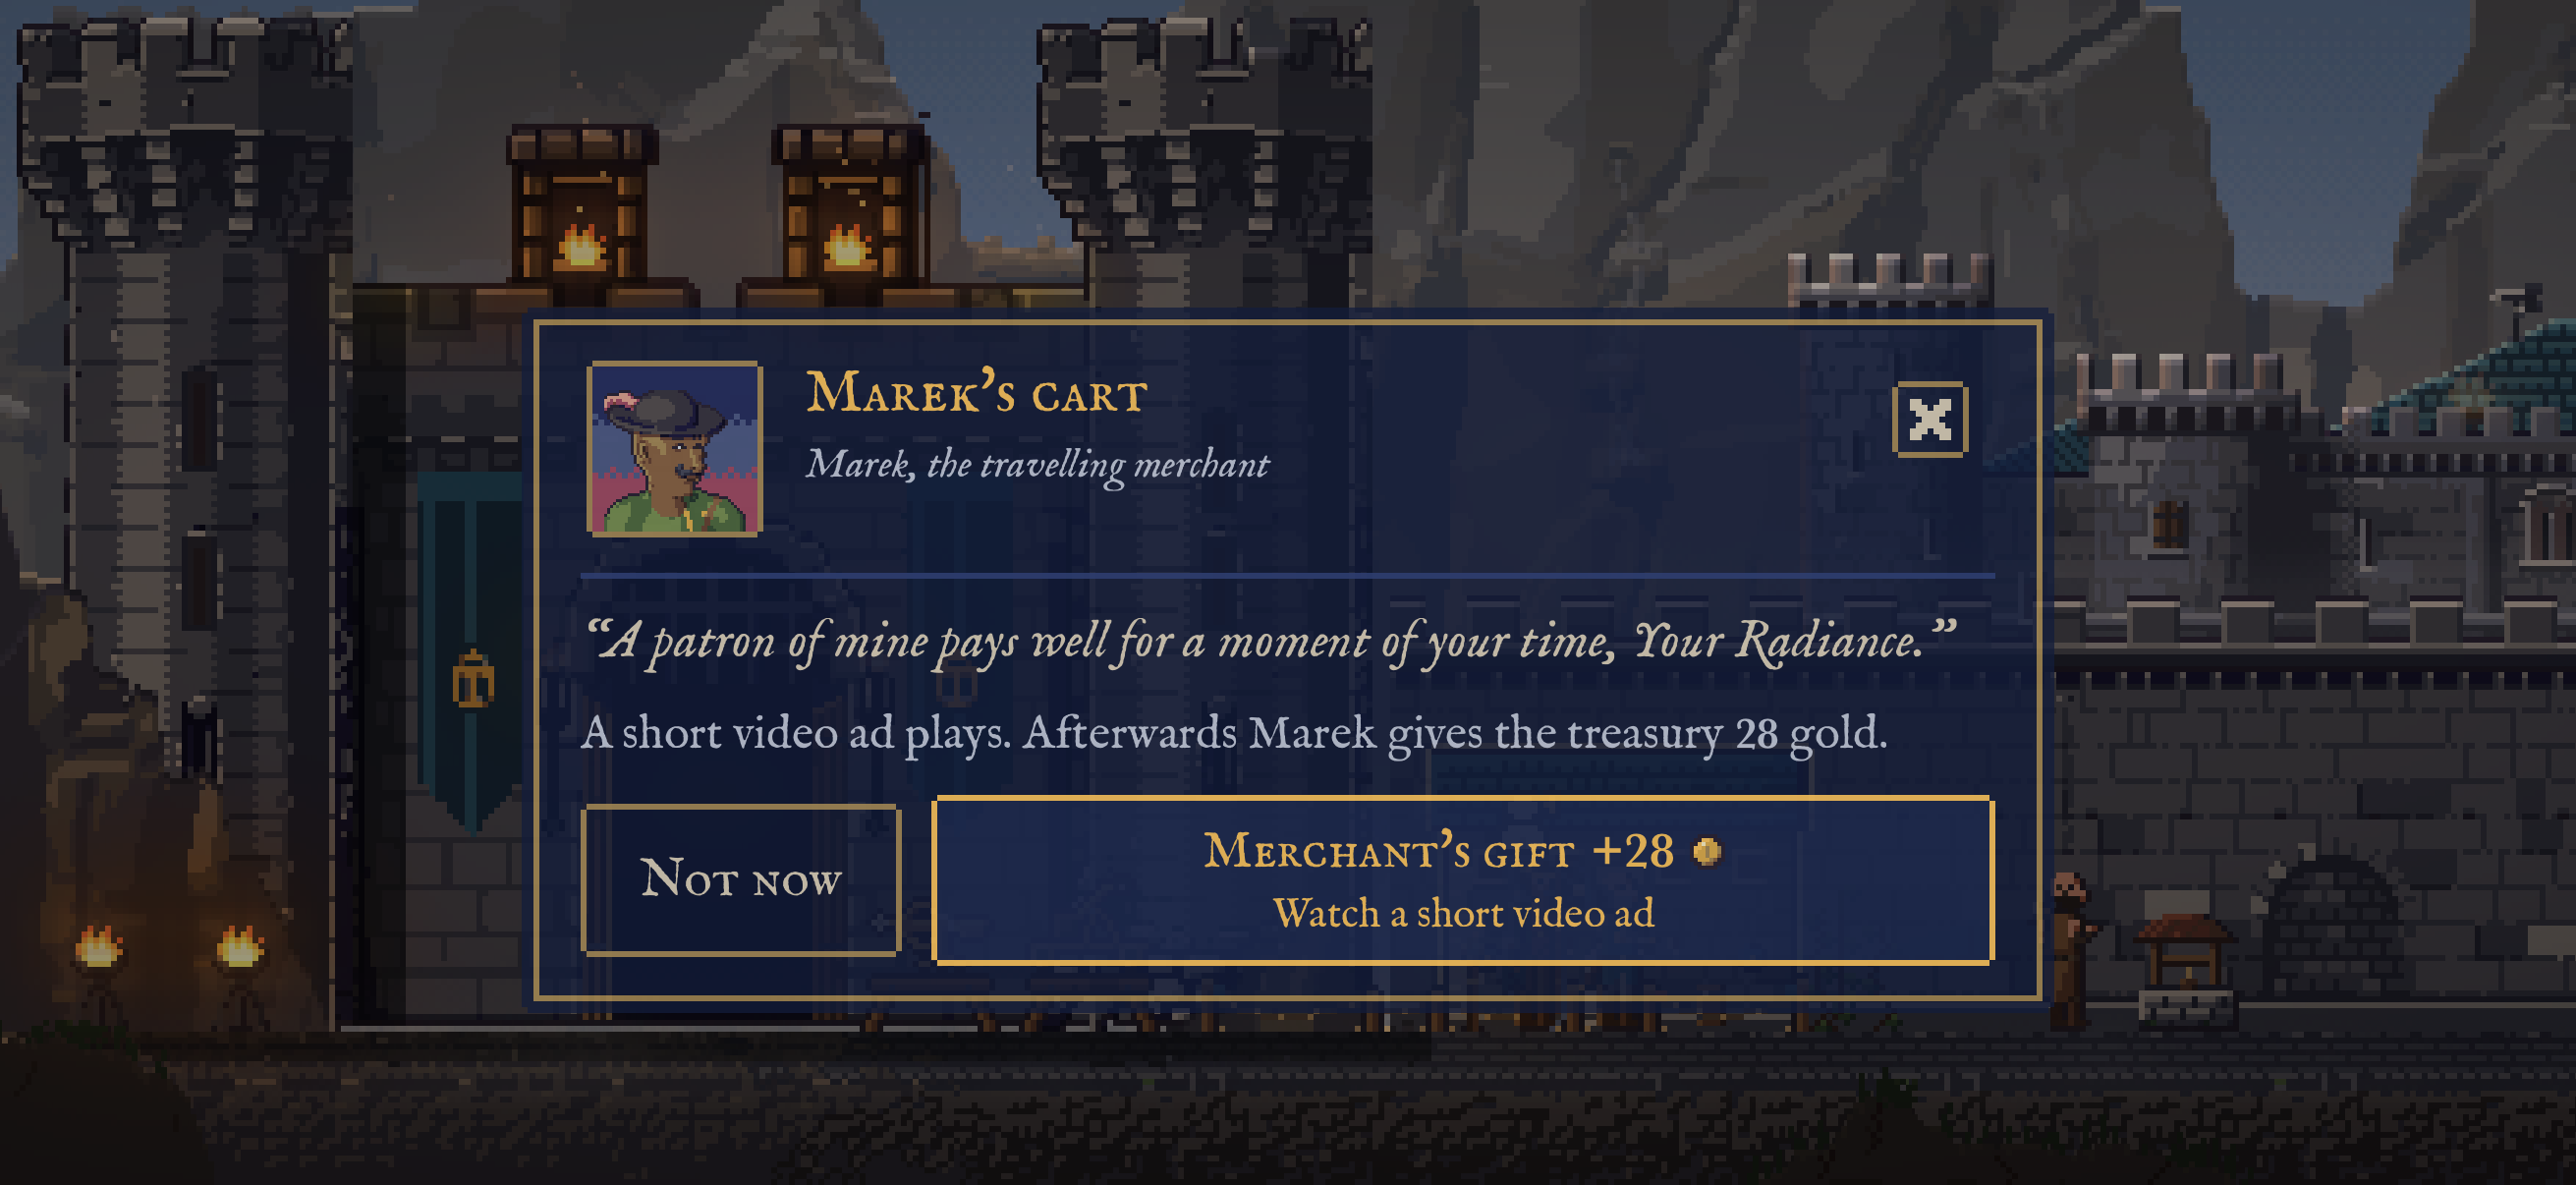 Marek’s cart
Marek, the travelling merchant
“A patron of mine pays well for a moment of your time, Your Radiance.”
A short video ad plays. Afterwards Marek gives the treasury 28 gold.
Not now
Merchant’s gift +28
Watch a short video ad